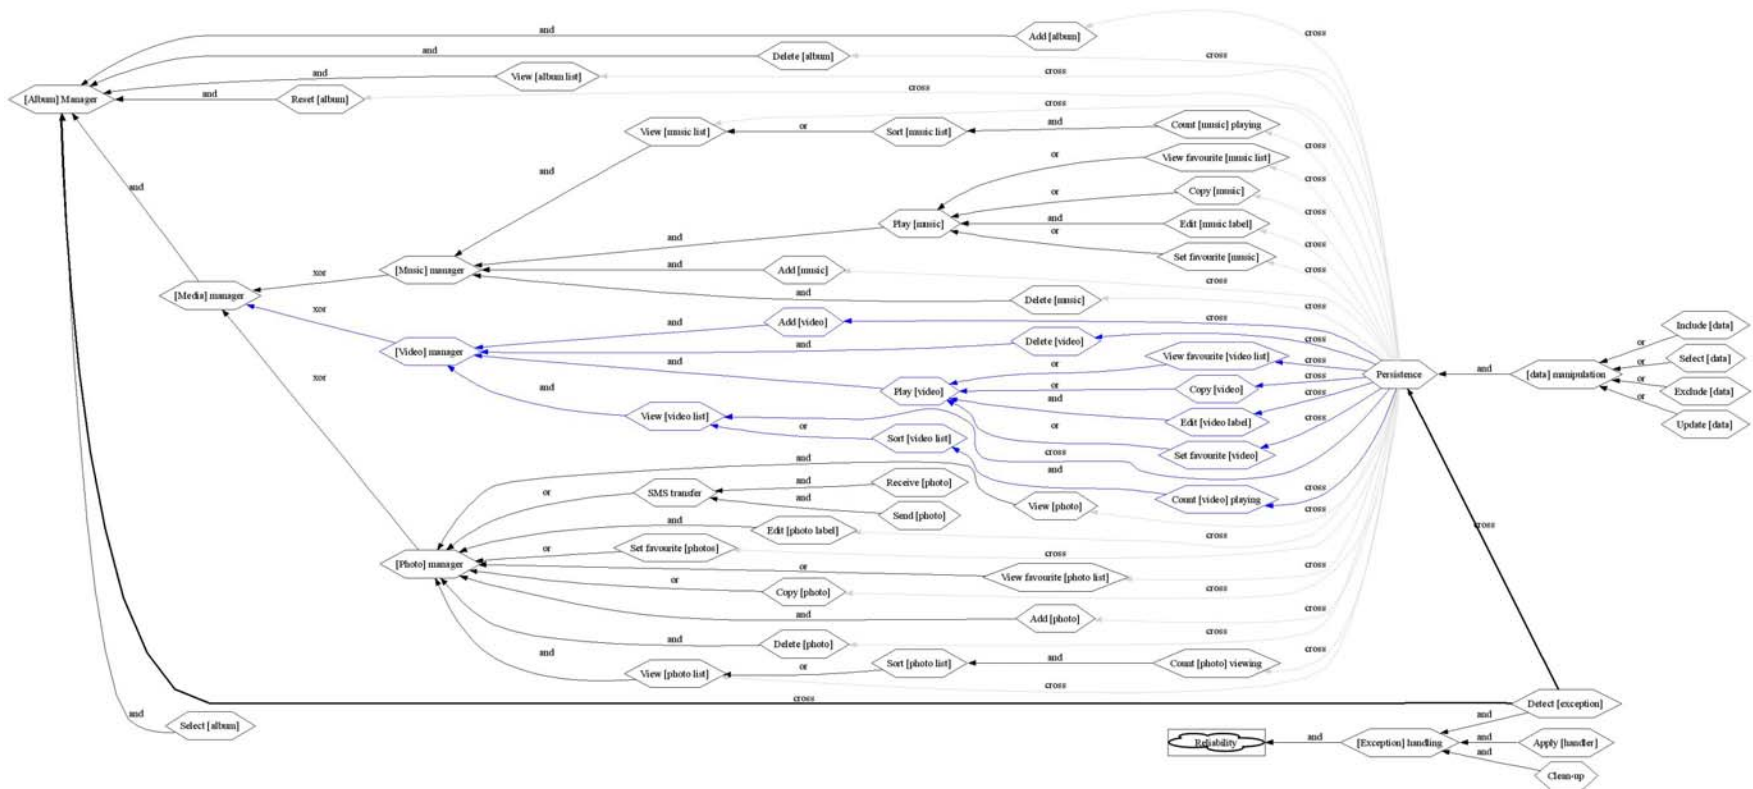 and
Add [album]
cross
and
Delete [album]
cross
and
View [album list]
cross
[Album] Manager
and
Reset [album]
cross
cross
View [music list]
or
Sort [music list]
and
Count [music] playing
cross
or
View favourite [music list]
cross
and
and
or
Copy [music]
cross
Play [music]
and
Edit [music label]
or
cross
and
Set favourite [music]
cross
[Music] manager
and
Add [music]
xor
cross
[Media] manager
and
Delete [music]
cross
xor
and
Add [video]
cross
and
Delete [video]
cross
[Video] manager
and
or
View favourite [video list]
cross
Include [data]
or
Select [data]
or
xor
and
Play [video]
or
Copy [video]
cross
Persistence
and
[data] manipulation
or
Exclude [data]
or
Update [data]
and
cross
View [video list]
or
Edit [video label]
cross
or
Sort [video list]
cross
Set favourite [video]
and
and
and
Receive [photo]
or
SMS transfer
and
Send [photo]
View [photo]
Count [video] playing
cross
cross
and
Edit [photo label]
cross
cross
or
Set favourite [photos]
cross
[Photo] manager
or
View favourite [photo list]
cross
or
Copy [photo]
cross
and
Add [photo]
cross
and
Delete [photo]
cross
and
View [photo list]
or
Sort [photo list]
and
Count [photo] viewing
cross
cross
cross
Detect [exception]
and
Select [album]
and
Reliability
and
[Exception] handling
and
Apply [handler]
and
Clean-up